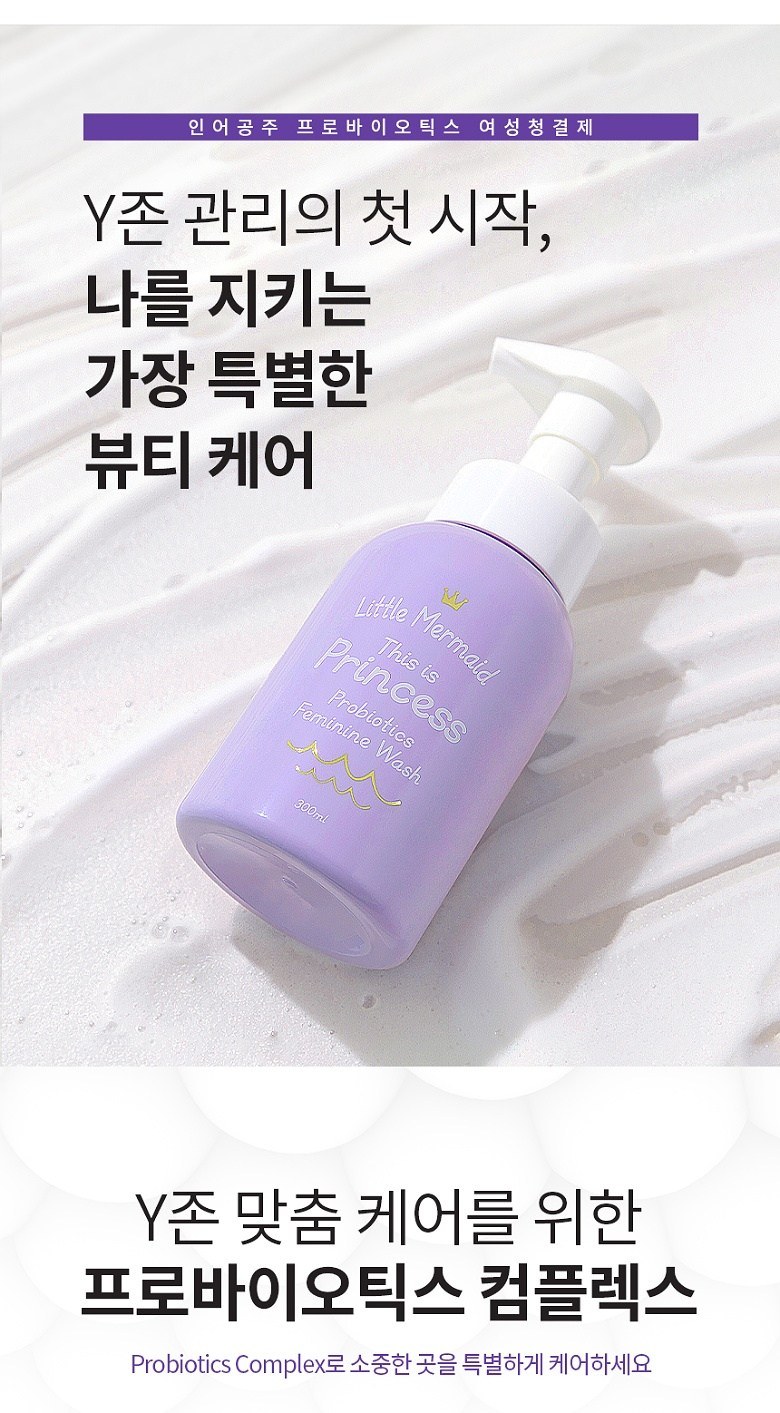 인어공주 프로바이오틱스 여성청결제
Y존 관리의 첫 시작,
나를 지키는
가장 특별한
뷰티 케어
Little Mermaid
This is
Princess
Probiotics
Feminine Wash
300ml
Y존 맞춤 케어를 위한
프로바이오틱스 컴플렉스
Probiotics Complex로 소중한 곳을 특별하게 케어하세요